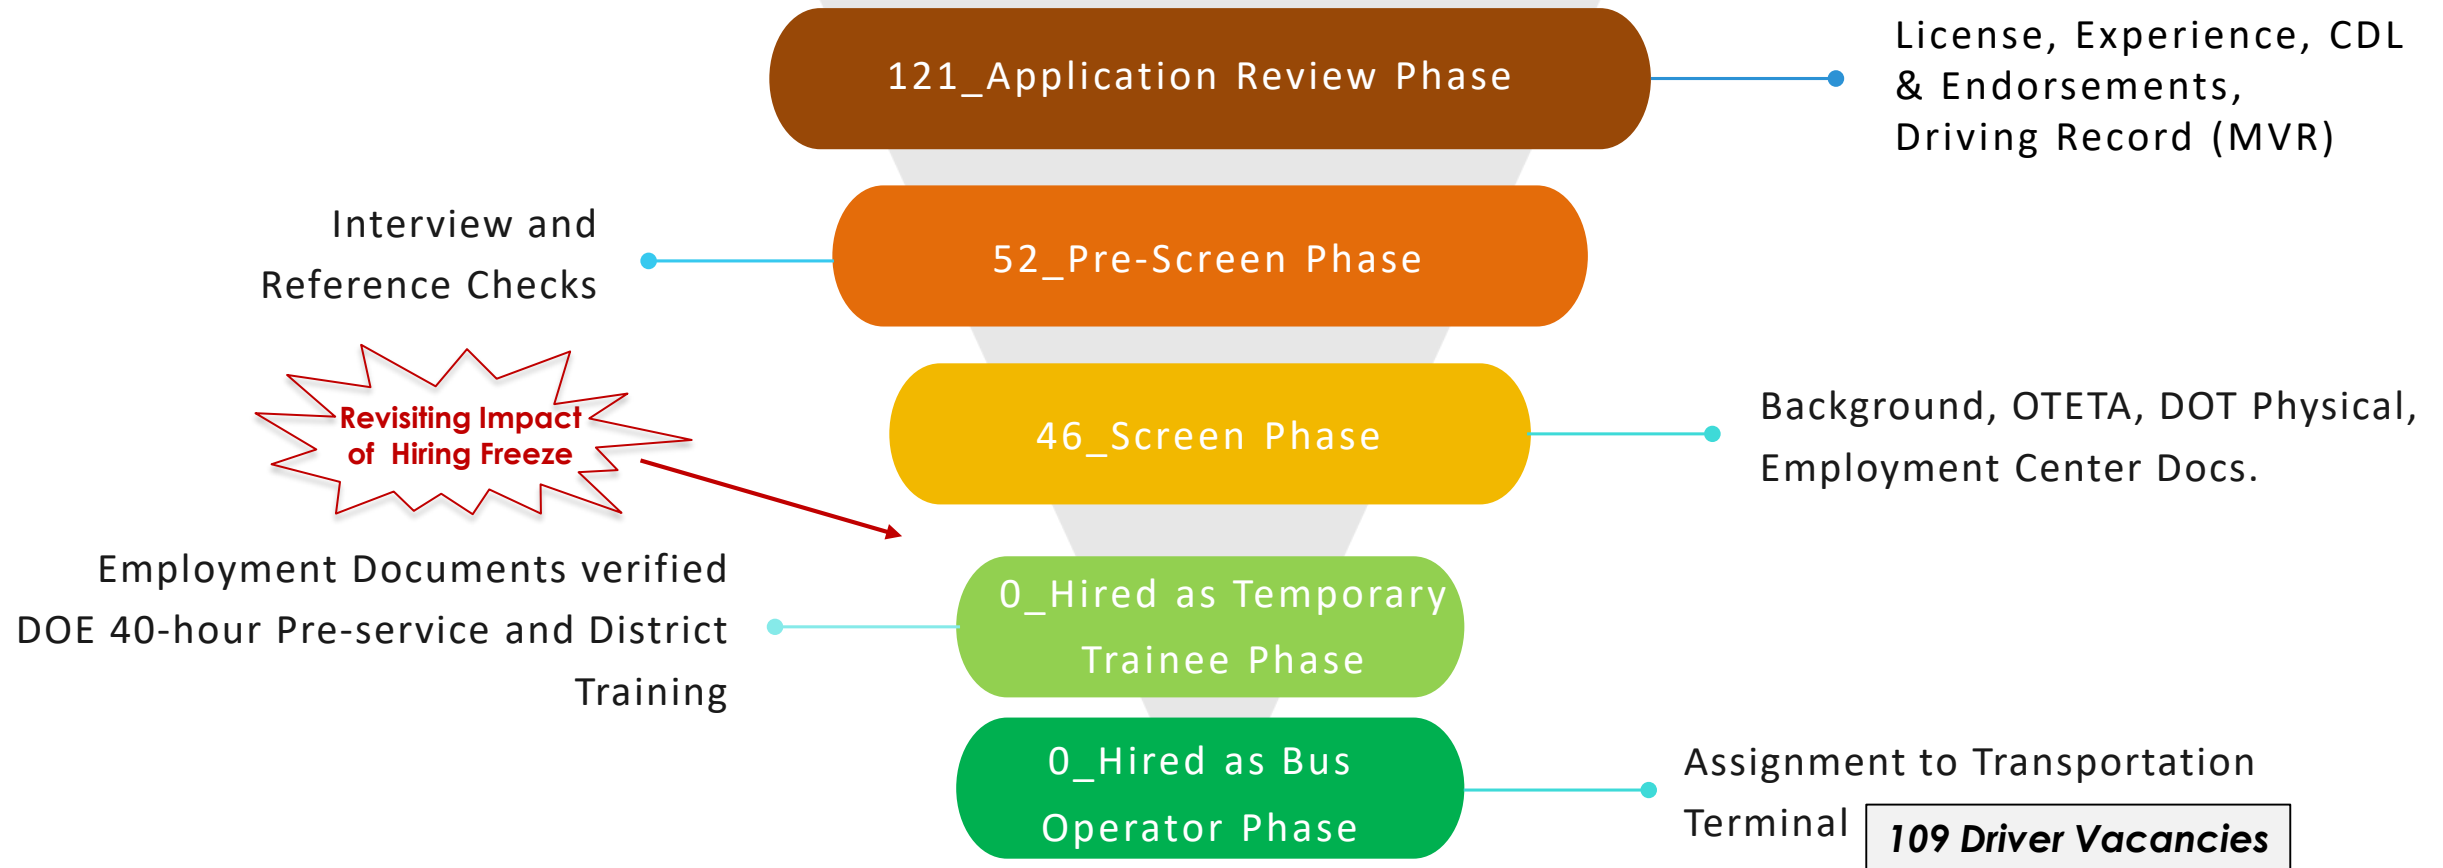 121_Application Review Phase
License, Experience, CDL
& Endorsements,
Driving Record (MVR)
Interview and
Reference Checks
52_Pre-Screen Phase
Revisiting Impact
of Hiring Freeze
46_Screen Phase
Background, OTETA, DOT Physical,
Employment Center Docs.
Employment Documents verified
DOE 40-hour Pre-service and District
Training
0_Hired as Temporary
Trainee Phase
0_Hired as Bus
Operator Phase
Assignment to Transportation
Terminal
109 Driver Vacancies